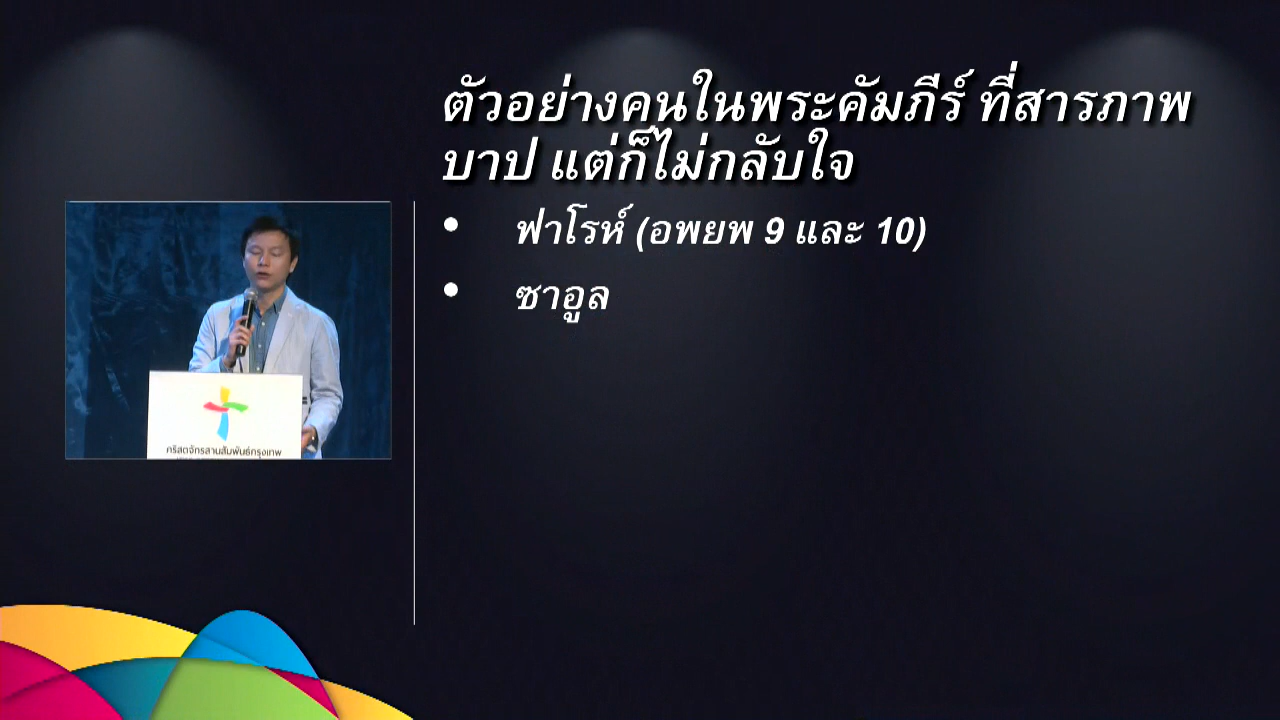 ตัวอย่างคนในพระคัมภีร์ ที่สารภาพ
บาป แต่ก็ไม่กลับใจ
• ฟาโรห์ (อพยพ 9 และ 10)
• ซาอูล
คริสตจักรสานสัมพันธ์กรุงเทพ